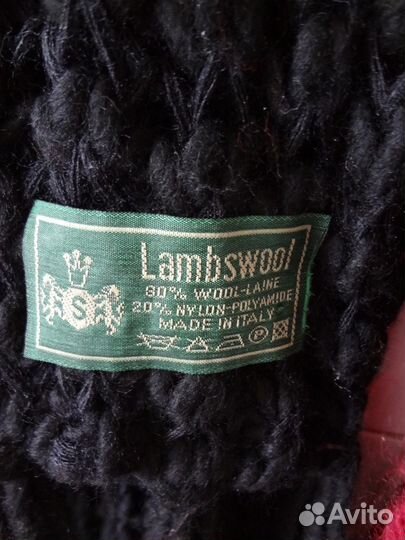 Lambswool
80% WOOL-LAINE
20% NYLON-POLYAMIDE
MADE IN ITALY
S
P
Avito